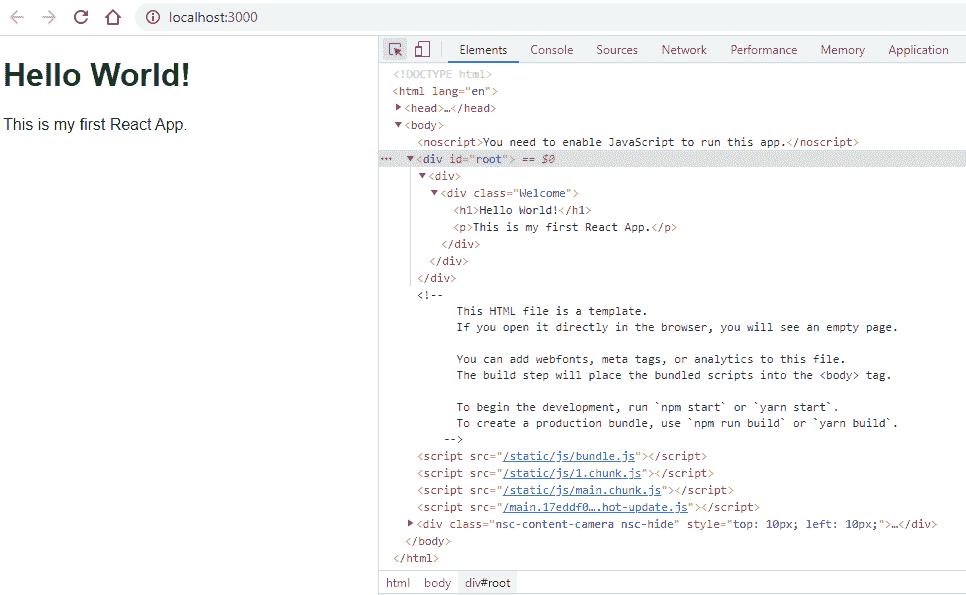 localhost:3000
Hello World!
This is my first React App.
Elements Console Sources Network Performance Memory Application
<!DOCTYPE html>
<html lang="en">
<head>…</head>
<body>
<noscript>You need to enable JavaScript to run this app.</noscript>
<div id="root"> == $0
<div>
<div class="Welcome">
<h1>Hello World!</h1>
<p>This is my first React App.</p>
</div>
</div>
</div>
<!--
This HTML file is a template.
If you open it directly in the browser, you will see an empty page.
You can add webfonts, meta tags, or analytics to this file.
The build step will place the bundled scripts into the <body> tag.
To begin the development, run `npm start` or `yarn start`.
To create a production bundle, use `npm run build` or `yarn build`.
-->
<script src="/static/js/bundle.js"></script>
<script src="/static/js/1.chunk.js"></script>
<script src="/static/js/main.chunk.js"></script>
<script src="/main.17eddf0….hot-update.js"></script>
<div class="nsc-content-camera nsc-hide" style="top: 10px; left: 10px;">…</div>
</body>
</html>
html body div#root